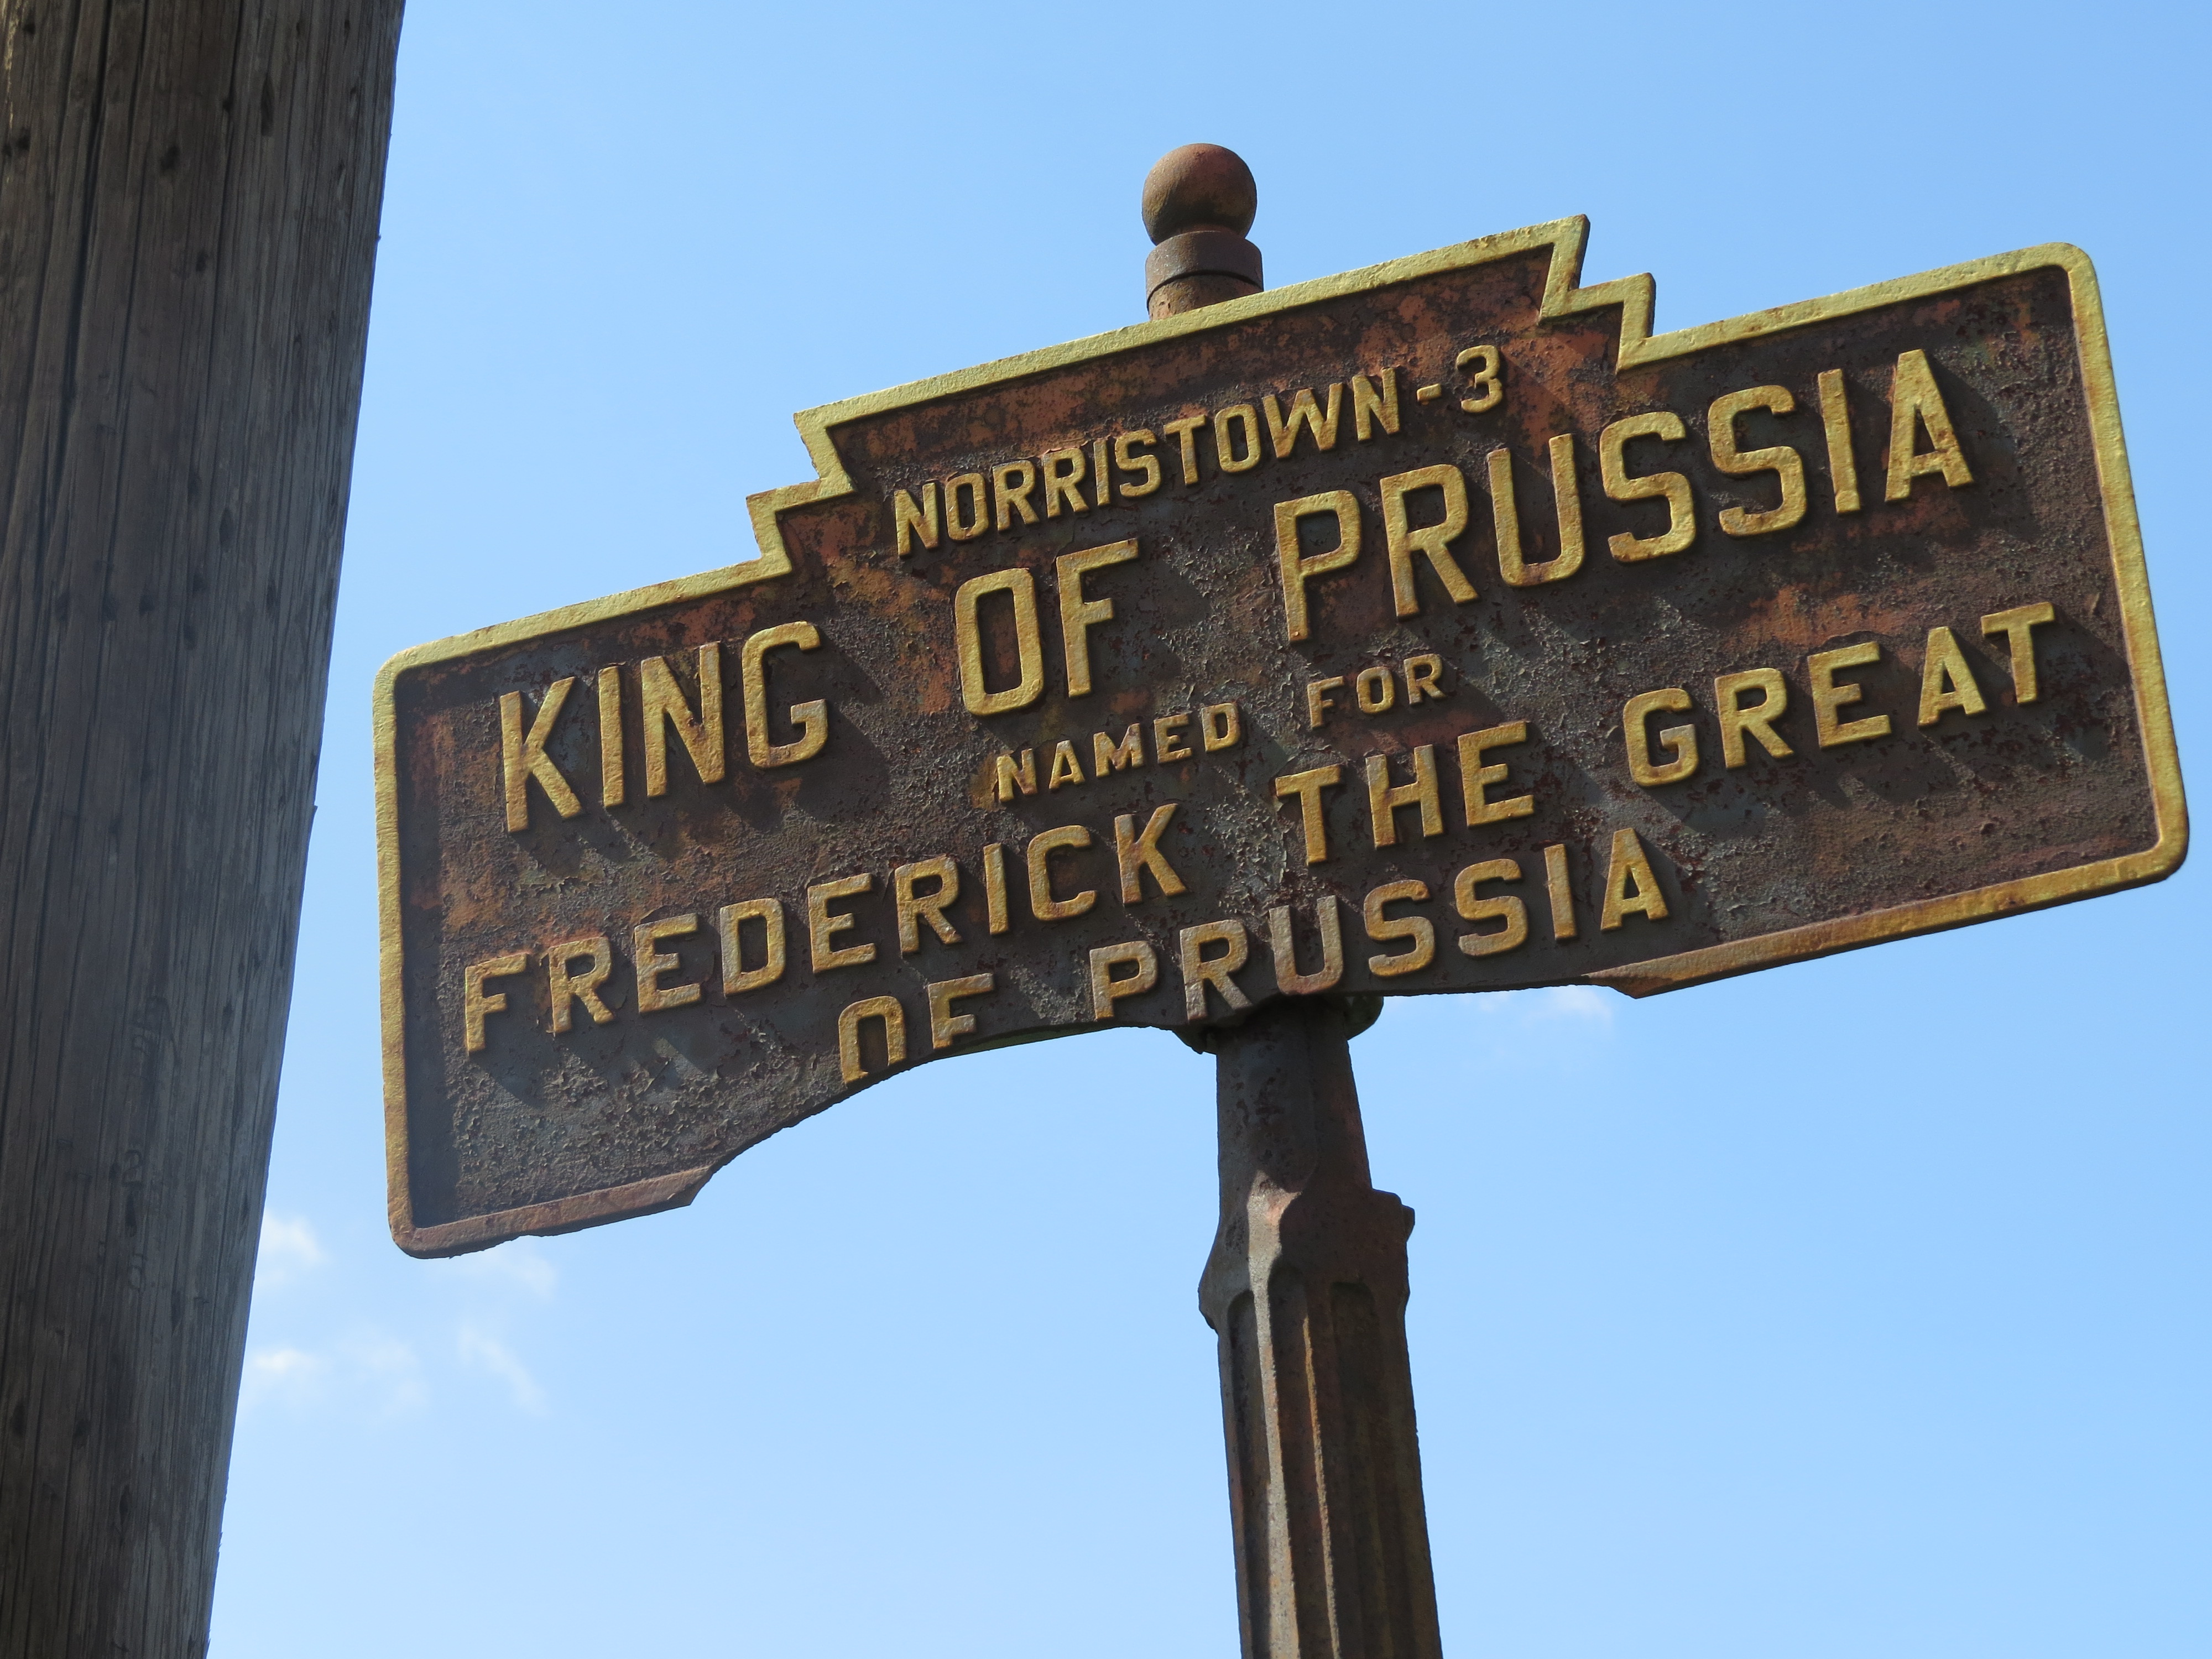 NORRISTOWN-3
KING OF PRUSSIA
NAMED FOR
FREDERICK THE GREAT
OF PRUSSIA